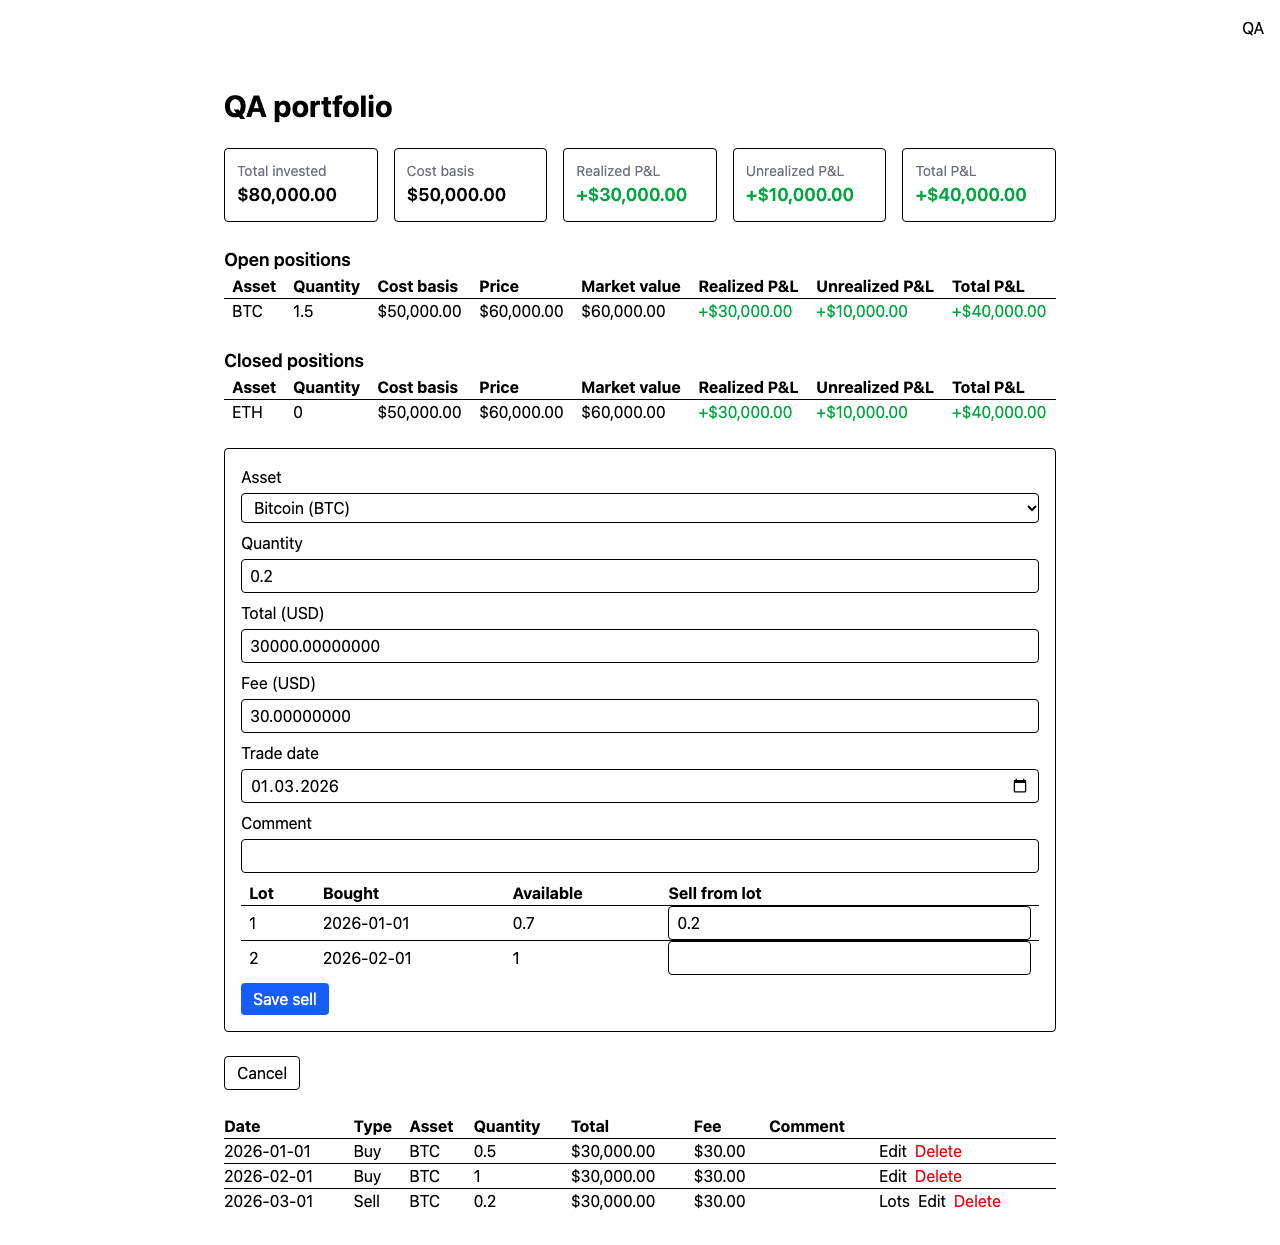 QA
QA portfolio
Total invested Cost basis Realized P&L Unrealized P&L Total P&L
$80,000.00 $50,000.00 +$30,000.00 +$10,000.00 +$40,000.00
Open positions
Asset Quantity Cost basis Price Market value Realized P&L Unrealized P&L Total P&L
BTC 1.5 $50,000.00 $60,000.00 $60,000.00 +$30,000.00 +$10,000.00 +$40,000.00
Closed positions
Asset Quantity Cost basis Price Market value Realized P&L Unrealized P&L Total P&L
ETH 0 $50,000.00 $60,000.00 $60,000.00 +$30,000.00 +$10,000.00 +$40,000.00
Asset
Bitcoin (BTC)
Quantity
0.2
Total (USD)
30000.00000000
Fee (USD)
30.00000000
Trade date
01.03.2026
Comment
Lot Bought Available Sell from lot
1 2026-01-01 0.7 0.2
2 2026-02-01 1
Save sell
Cancel
Date Type Asset Quantity Total Fee Comment
2026-01-01 Buy BTC 0.5 $30,000.00 $30.00 Edit Delete
2026-02-01 Buy BTC 1 $30,000.00 $30.00 Edit Delete
2026-03-01 Sell BTC 0.2 $30,000.00 $30.00 Lots Edit Delete